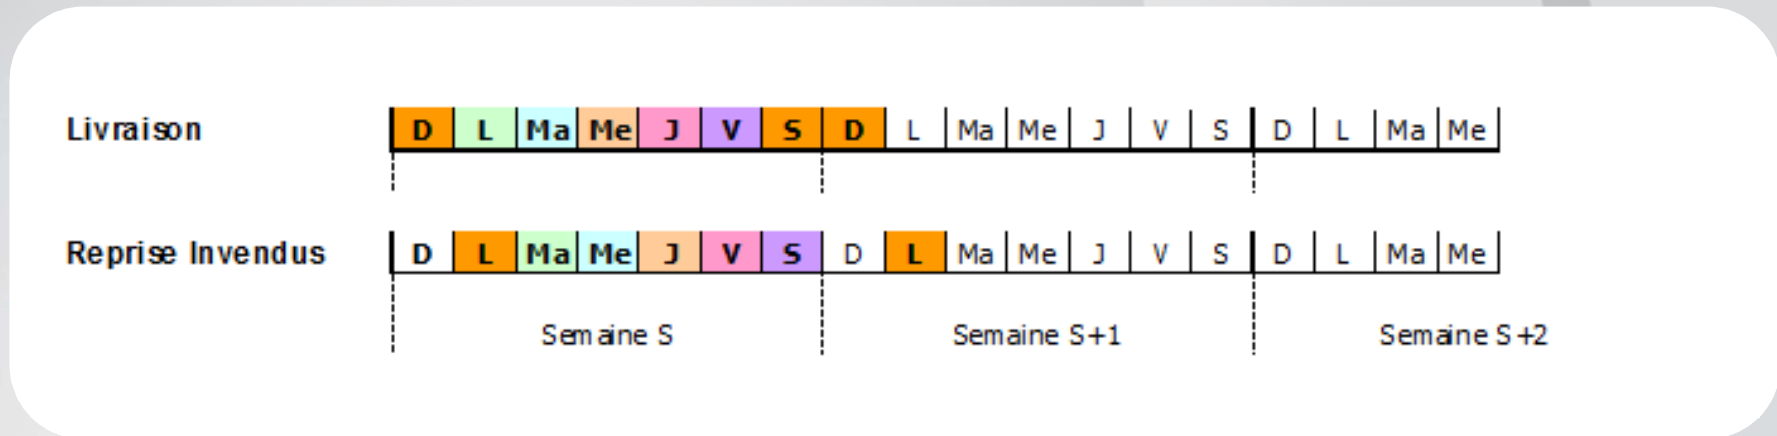 Livraison D L Ma Me J V S D L Ma Me J V S D L Ma Me
Reprise Invendus D L Ma Me J V S D L Ma Me J V S D L Ma Me
Semaine S Semaine S+1 Semaine S+2